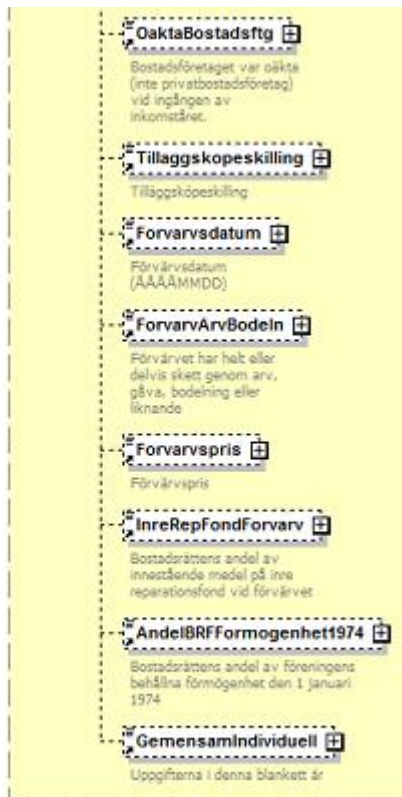 OaktaBostadsftg
Bostadsföretaget var oäkta
(inte privatbostadsföretag)
vid ingången av
inkomståret.
Tillaggskopeskilling
Tilläggsköpeskilling
Forvarvsdatum
Förvärvsdatum
(ÅÅÅÅMMDD)
ForvarvArvBodeln
Förvärvet har helt eller
delvis skett genom arv,
gåva, bodelning eller
liknande
Forvarvspris
Förvärvspris
InreRepFondForvarv
Bostadsrättens andel av
innestående medel på inre
reparationsfond vid förvärvet
AndelBRFFormogenhet1974
Bostadsrättens andel av föreningens
behållna förmögenhet den 1 januari
1974
GemensamIndividuell
Uppgifterna i denna blankett är